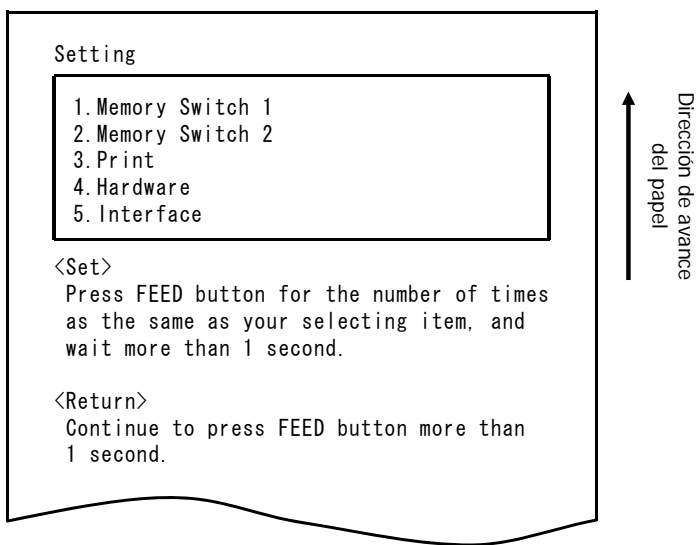 Setting
1.Memory Switch 1
2.Memory Switch 2
3.Print
4.Hardware
5.Interface
<Set>
Press FEED button for the number of times
as the same as your selecting item, and
wait more than 1 second.
<Return>
Continue to press FEED button more than
1 second.
Dirección de avance
del papel